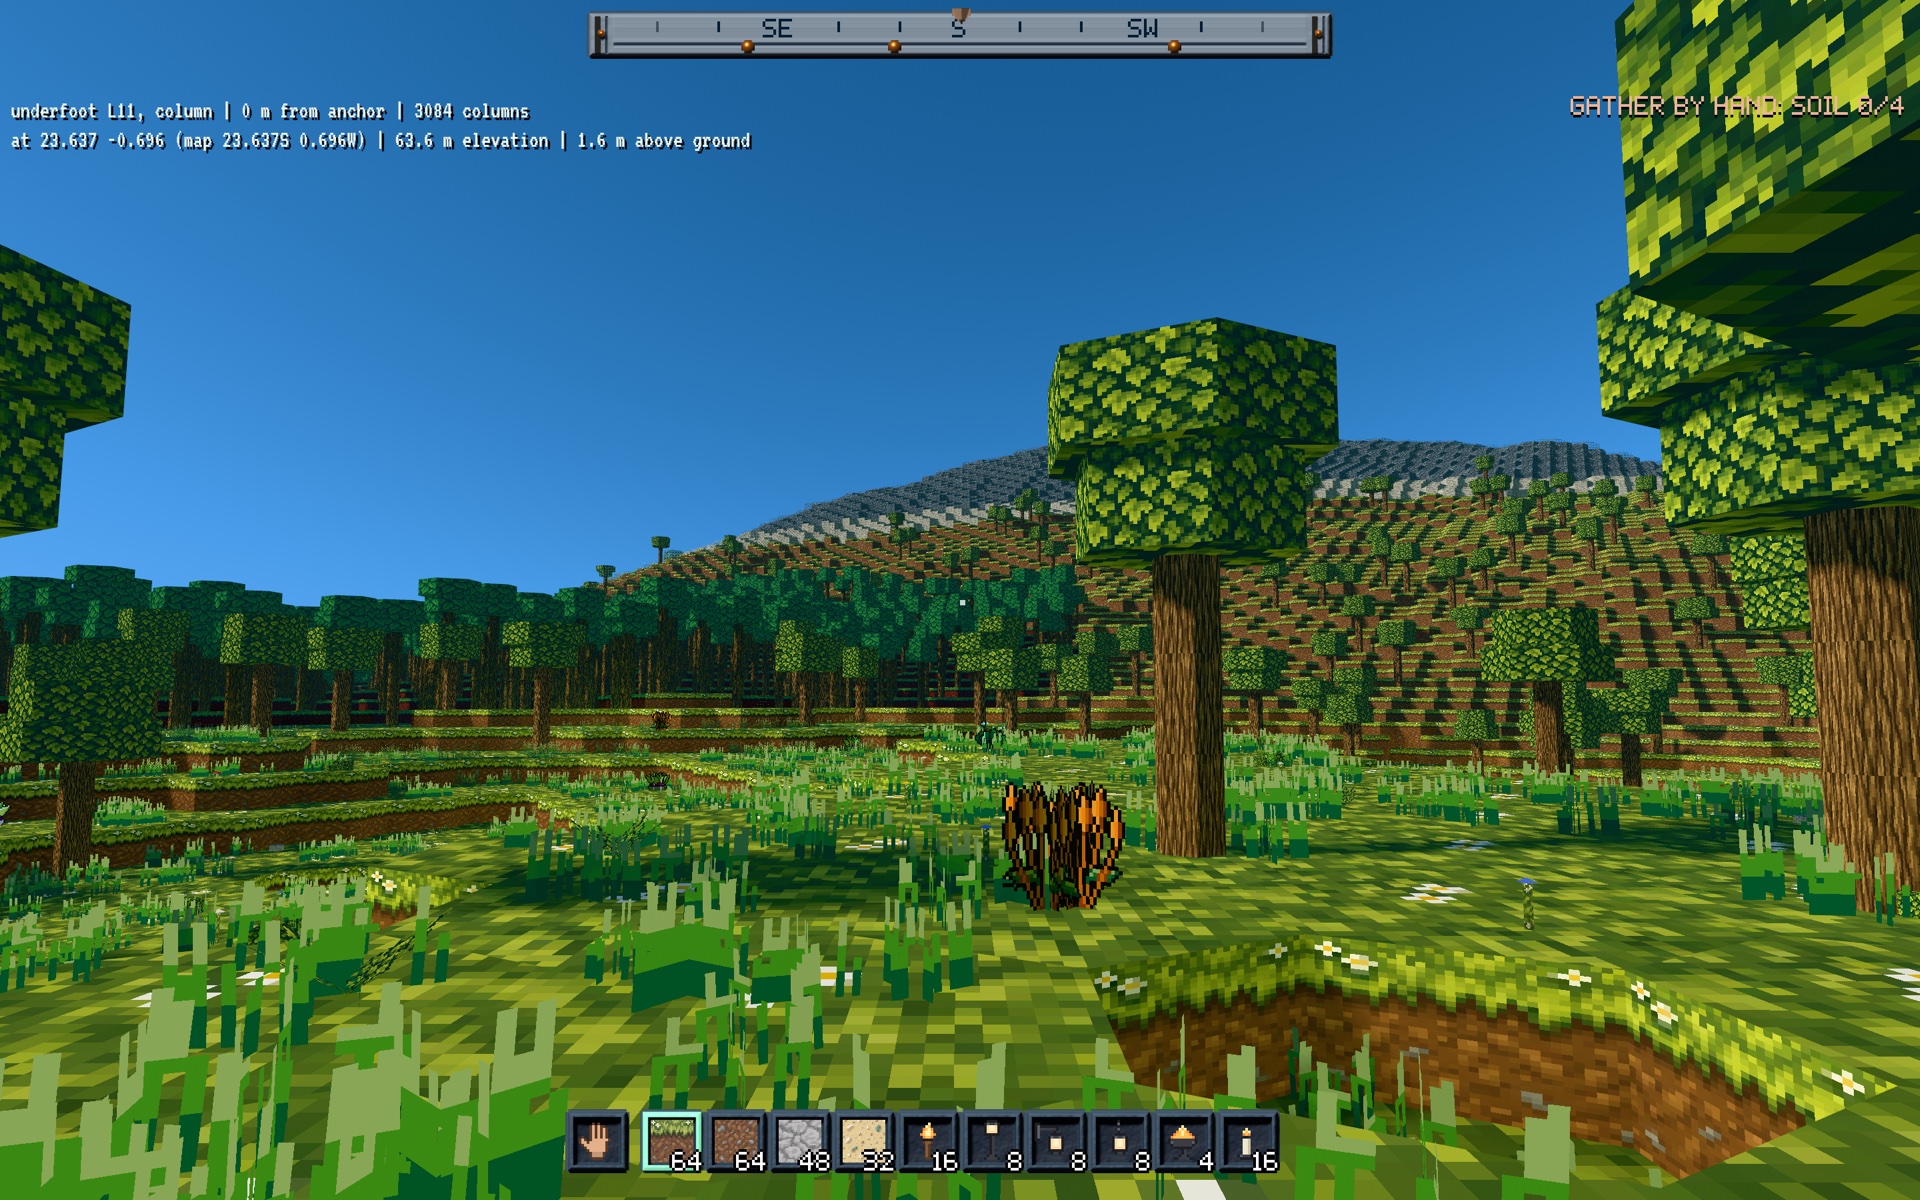 SE S SW
underfoot L11, column | 0 m from anchor | 3084 columns
at 23.637 -0.696 (map 23.637S 0.696W) | 63.6 m elevation | 1.6 m above ground
GATHER BY HAND: SOIL 0/4
64 64 48 32 16 8 8 8 4 16